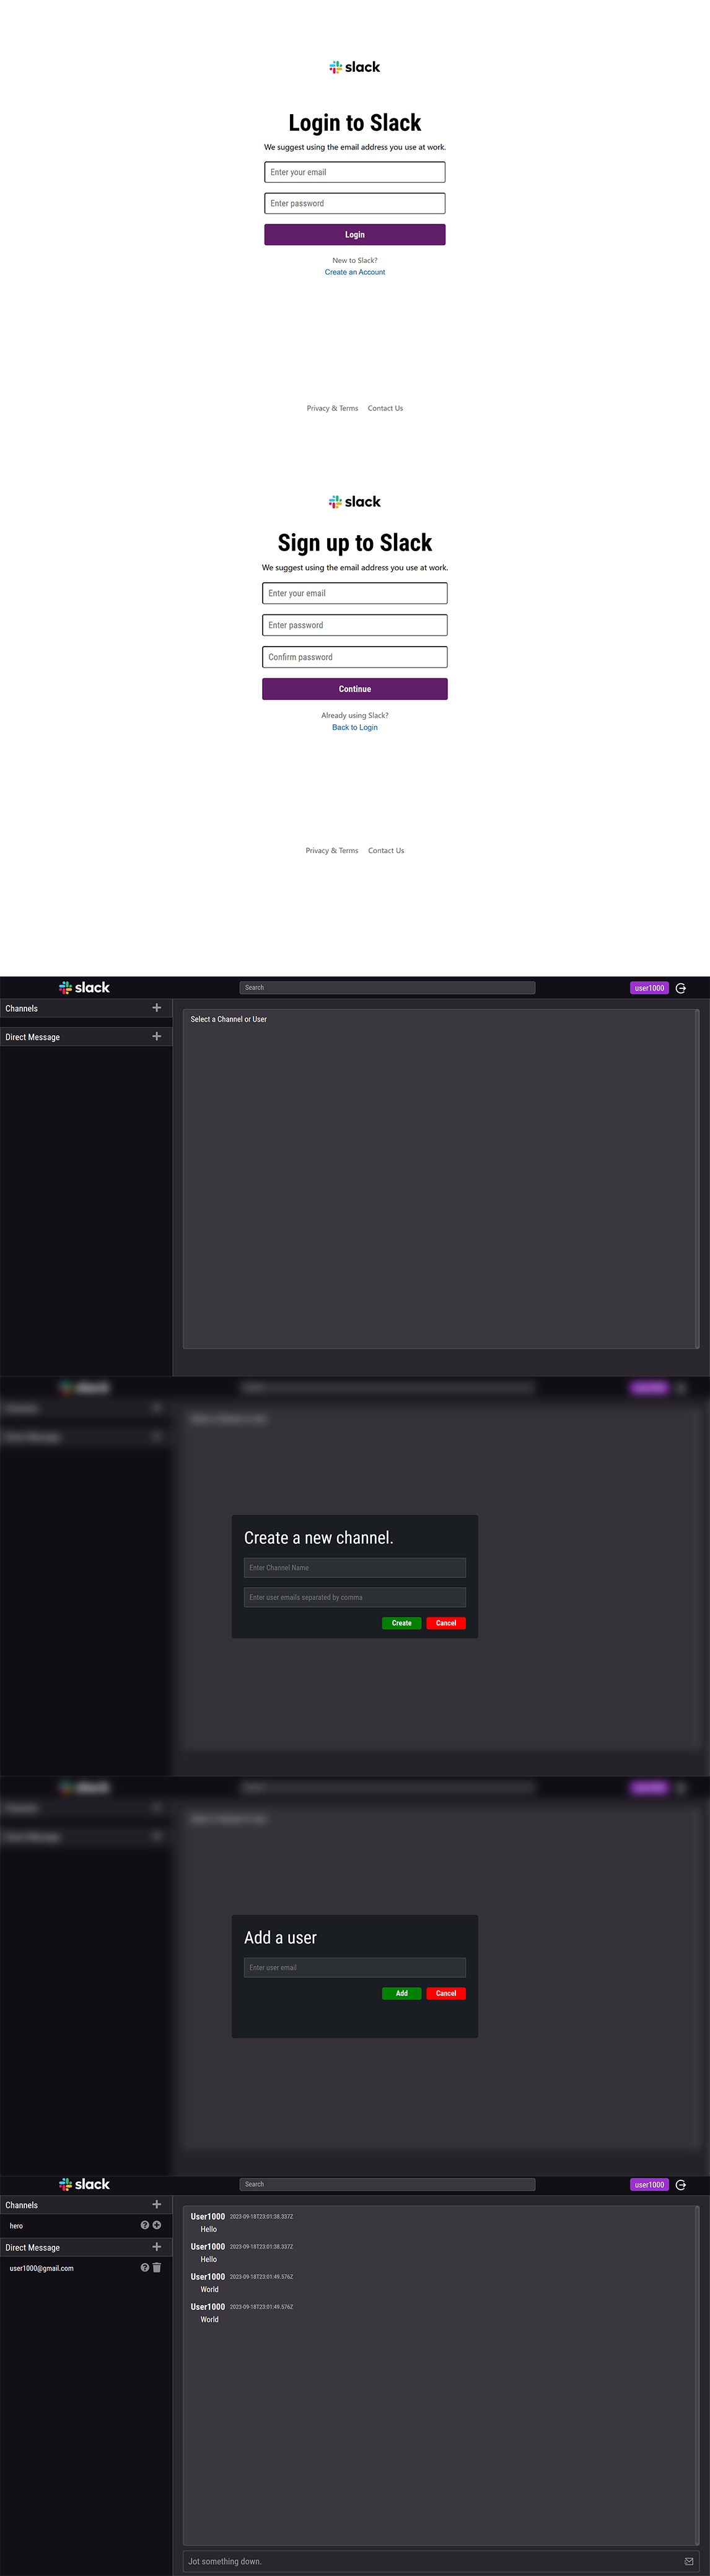 slack
Login to Slack
We suggest using the email address you use at work.
Enter your email
Enter password
Login
New to Slack?
Create an Account
Privacy & Terms Contact Us
slack
Sign up to Slack
We suggest using the email address you use at work.
Enter your email
Enter password
Confirm password
Continue
Already using Slack?
Back to Login
Privacy & Terms Contact Us
slack Search user1000
Channels
Select a Channel or User
Direct Message
Create a new channel.
Enter Channel Name
Enter user emails separated by comma
Create Cancel
Add a user
Enter user email
Add Cancel
slack Search user1000
Channels
hero
Direct Message
user1000@gmail.com
User1000 2023-09-18T23:01:38.337Z
Hello
User1000 2023-09-18T23:01:38.337Z
Hello
User1000 2023-09-18T23:01:49.576Z
World
User1000 2023-09-18T23:01:49.576Z
World
Jot something down.